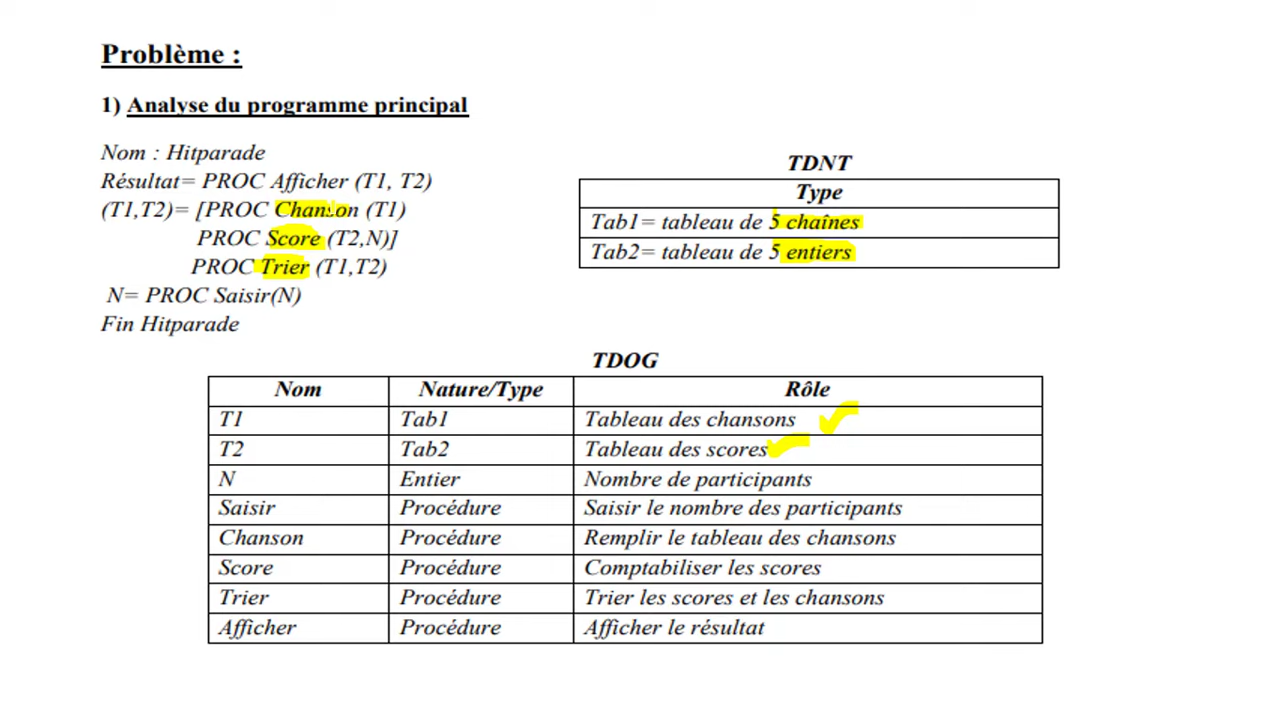 Problème :
1) Analyse du programme principal
Nom : Hitparade
Résultat= PROC Afficher (T1, T2)
(T1,T2)= [PROC Chanson (T1)
PROC Score (T2,N)]
PROC Trier (T1,T2)
N= PROC Saisir(N)
Fin Hitparade
TDNT
Type
Tab1= tableau de 5 chaînes
Tab2= tableau de 5 entiers
TDOG
Nom Nature/Type Rôle
T1 Tab1 Tableau des chansons
T2 Tab2 Tableau des scores
N Entier Nombre de participants
Saisir Procédure Saisir le nombre des participants
Chanson Procédure Remplir le tableau des chansons
Score Procédure Comptabiliser les scores
Trier Procédure Trier les scores et les chansons
Afficher Procédure Afficher le résultat